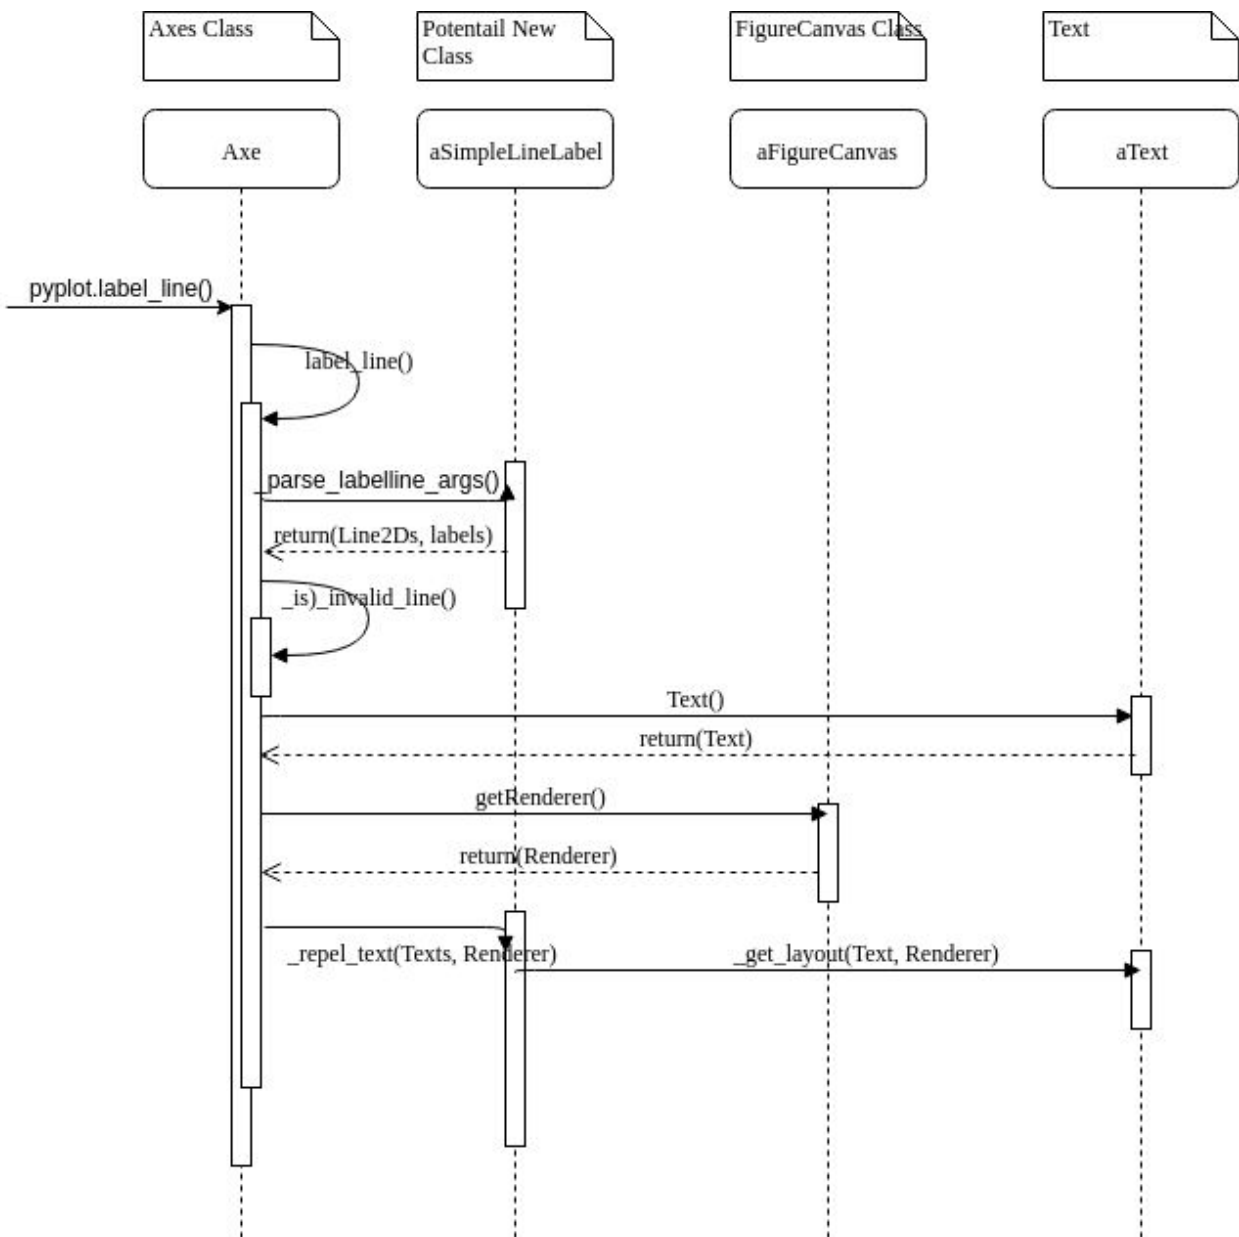 Axes Class
Potentail New
Class
FigureCanvas Class
Text
Axe
aSimpleLineLabel
aFigureCanvas
aText
pyplot.label_line()
label_line()
_parse_labelline_args()
return(Line2Ds, labels)
_is)_invalid_line()
Text()
return(Text)
getRenderer()
return(Renderer)
_repel_text(Texts, Renderer)
_get_layout(Text, Renderer)